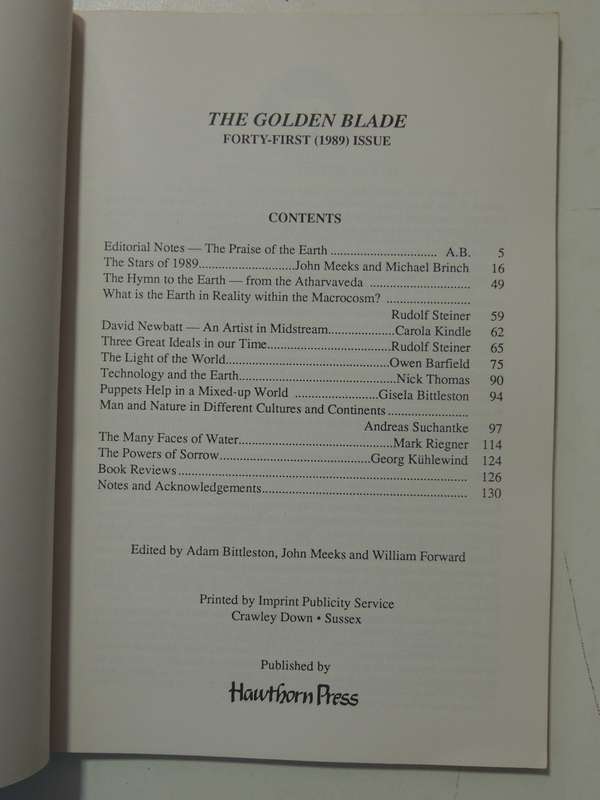 THE GOLDEN BLADE
FORTY-FIRST (1989) ISSUE
CONTENTS
Editorial Notes — The Praise of the Earth ................................ A.B. 5
The Stars of 1989.............................John Meeks and Michael Brinch 16
The Hymn to the Earth — from the Atharvaveda .............................. 49
What is the Earth in Reality within the Macrocosm? .........................
Rudolf Steiner 59
David Newbatt — An Artist in Midstream....................Carola Kindle 62
Three Great Ideals in our Time.....................................Rudolf Steiner 65
The Light of the World.................................................Owen Barfield 75
Technology and the Earth...............................................Nick Thomas 90
Puppets Help in a Mixed-up World .........................Gisela Bittleston 94
Man and Nature in Different Cultures and Continents ........................
Andreas Suchantke 97
The Many Faces of Water..............................................Mark Riegner 114
The Powers of Sorrow.............................................Georg Kühlewind 124
Book Reviews ....................................................................................... 126
Notes and Acknowledgements.............................................................. 130
Edited by Adam Bittleston, John Meeks and William Forward
Printed by Imprint Publicity Service
Crawley Down • Sussex
Published by
Hawthorn Press